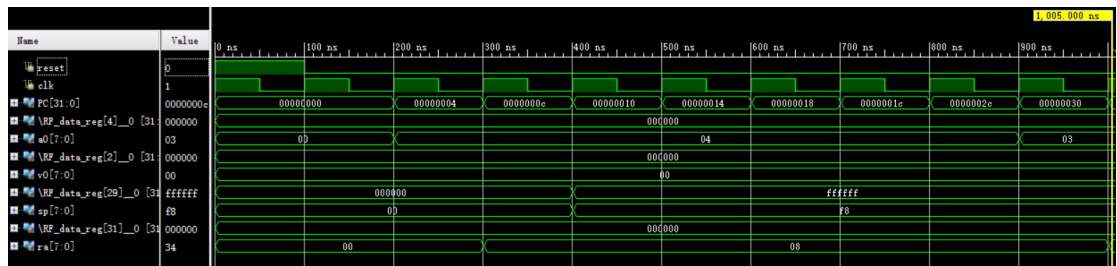 1,005.000 ns
Name Value
0 ns 100 ns 200 ns 300 ns 400 ns 500 ns 600 ns 700 ns 800 ns 900 ns
reset 0
clk 1
PC[31:0] 0000000c 00000000 00000004 0000000c 00000010 00000014 00000018 0000001c 0000002c 00000030
\RF_data_reg[4]__0 [31: 000000 000000
a0[7:0] 03 00 04 03
\RF_data_reg[2]__0 [31: 000000 000000
v0[7:0] 00 00
\RF_data_reg[29]__0 [31 ffffff 000000 ffffff
sp[7:0] f8 00 f8
\RF_data_reg[31]__0 [31 000000 000000
ra[7:0] 34 00 08